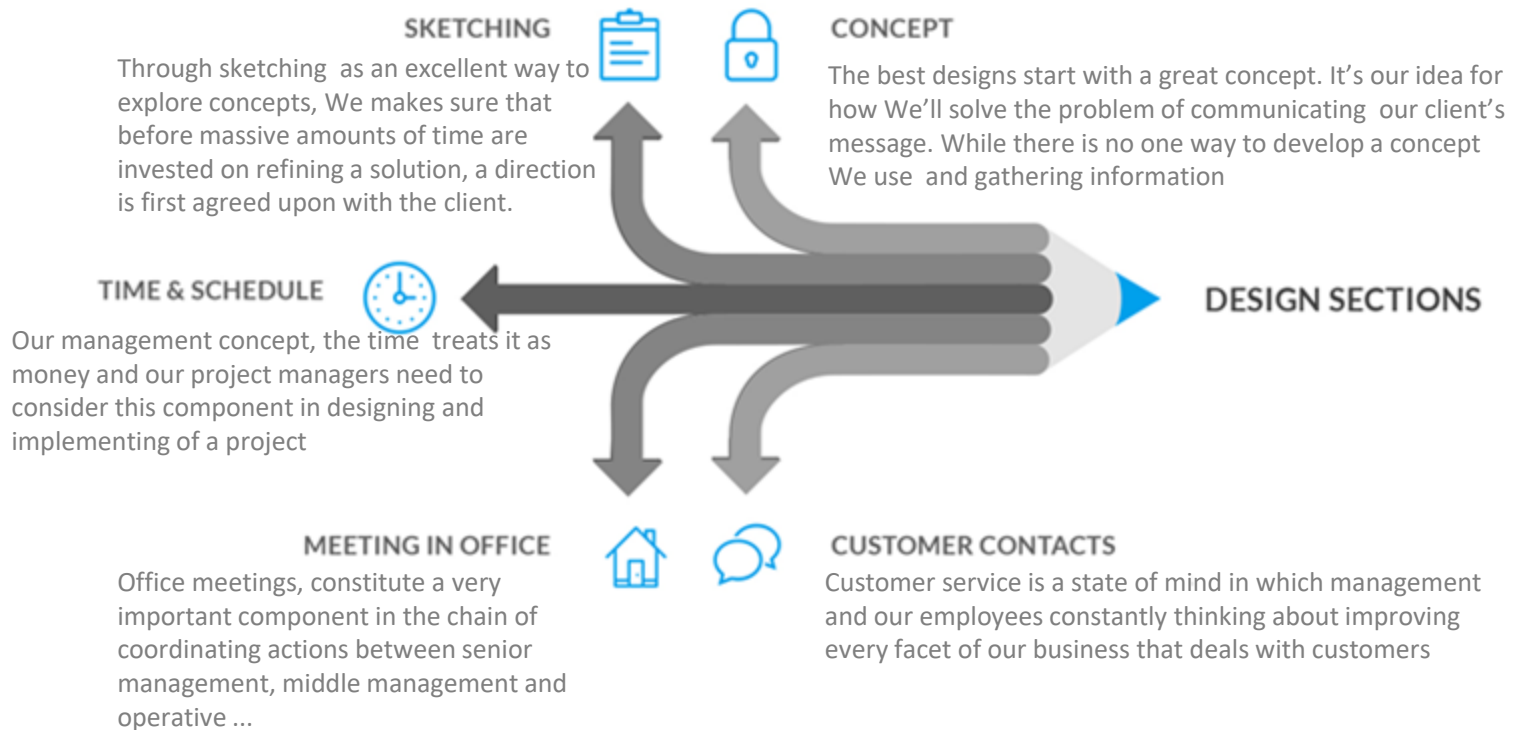 SKETCHING
Through sketching as an excellent way to
explore concepts, We makes sure that
before massive amounts of time are
invested on refining a solution, a direction
is first agreed upon with the client.
CONCEPT
The best designs start with a great concept. It's our idea for
how We'll solve the problem of communicating our client's
message. While there is no one way to develop a concept
We use and gathering information
TIME & SCHEDULE
Our management concept, the time treats it as
money and our project managers need to
consider this component in designing and
implementing of a project
DESIGN SECTIONS
MEETING IN OFFICE
Office meetings, constitute a very
important component in the chain of
coordinating actions between senior
management, middle management and
operative ...
CUSTOMER CONTACTS
Customer service is a state of mind in which management
and our employees constantly thinking about improving
every facet of our business that deals with customers